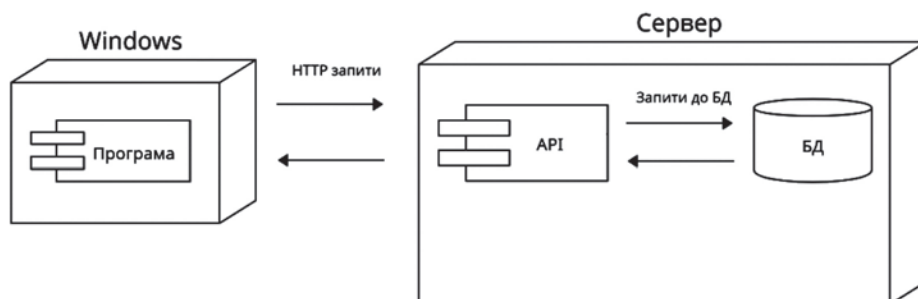 Windows
Сервер
HTTP запити
Запити до БД
Програма
API
БД